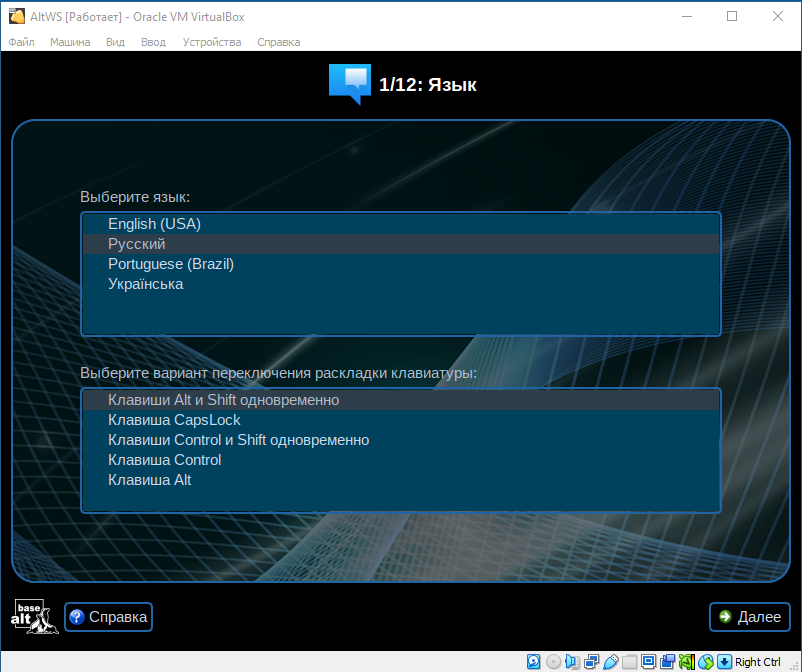 AltWS [Работает] - Oracle VM VirtualBox
Файл Машина Вид Ввод Устройства Справка
1/12: Язык
Выберите язык:
English (USA)
Русский
Portuguese (Brazil)
Українська
Выберите вариант переключения раскладки клавиатуры:
Клавиши Alt и Shift одновременно
Клавиша CapsLock
Клавиши Control и Shift одновременно
Клавиша Control
Клавиша Alt
base
alt
Справка
Далее
Right Ctrl